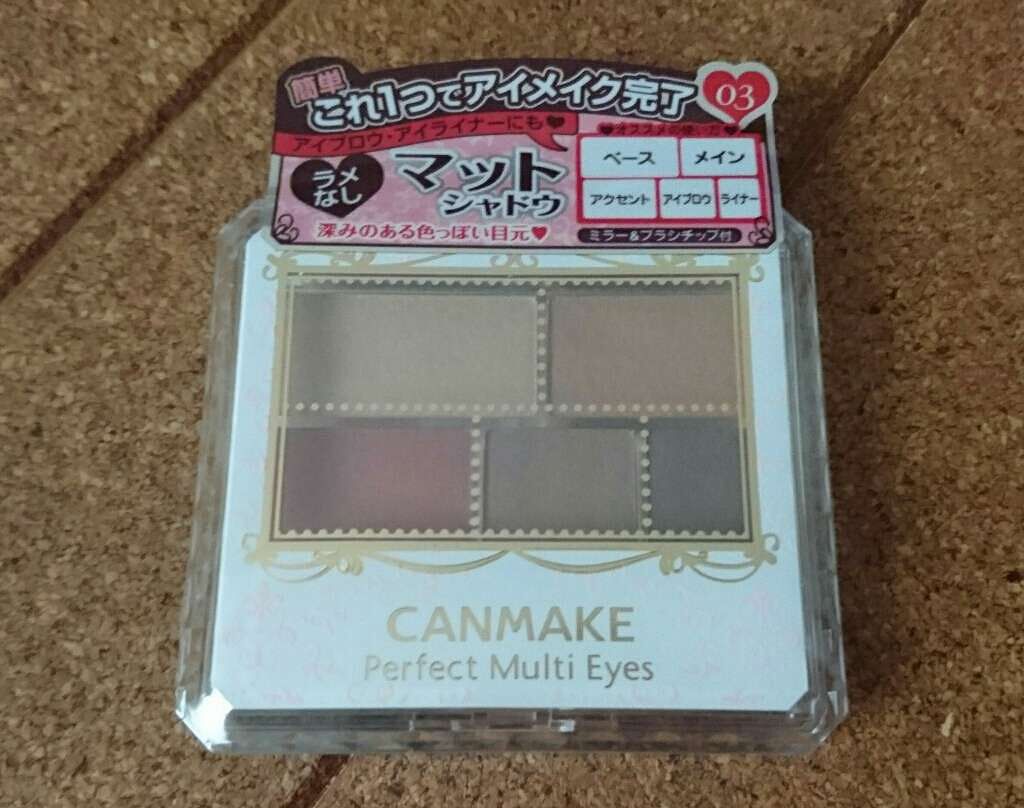 簡単
これ1つでアイメイク完了
03
アイブロウ・アイライナーにも♥
♥オススメの使い方♥
ラメ
なし
マット
シャドウ
深みのある色っぽい目元♥
ベース
メイン
アクセント
アイブロウ
ライナー
ミラー&ブラシチップ付
CANMAKE
Perfect Multi Eyes